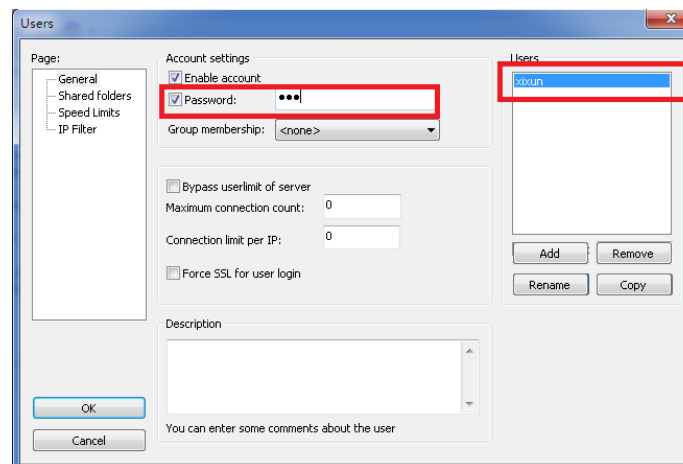 Users
Page:
General
Shared folders
Speed Limits
IP Filter
Account settings
Enable account
Password: •••
Group membership: <none>
Bypass userlimit of server
Maximum connection count: 0
Connection limit per IP: 0
Force SSL for user login
Description
You can enter some comments about the user
Users
xixun
Add Remove
Rename Copy
OK
Cancel